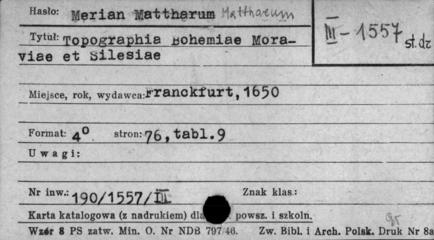 Hasło: Merian Mattharum Matthaeum
III-1557 st.dz
Tytuł: Topographia Bohemiae Mora-
viae et Silesiae
Miejsce, rok, wydawca: Franckfurt, 1650
Format: 4° stron: 76, tabl. 9
Uwagi:
Nr inw.: 190/1557/III Znak klas.:
Karta katalogowa (z nadrukiem) dla powsz. i szkoln.
Wzór 8 PS zatw. Min. O. Nr NDB 797/46. Zw. Bibl. i Arch. Polsk. Druk Nr 8a